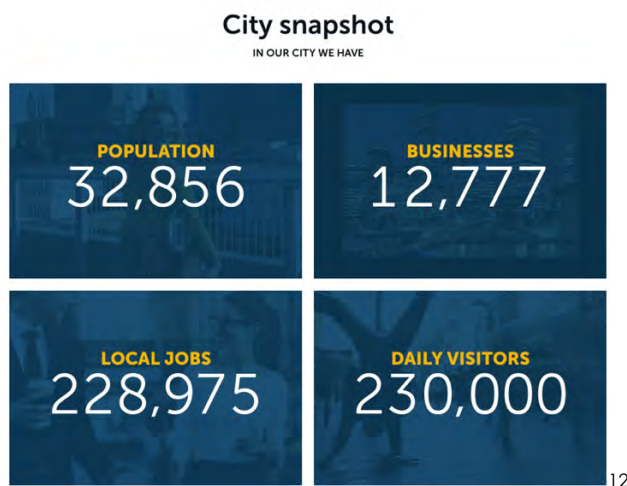 City snapshot
IN OUR CITY WE HAVE
POPULATION
32,856
BUSINESSES
12,777
LOCAL JOBS
228,975
DAILY VISITORS
230,000
12